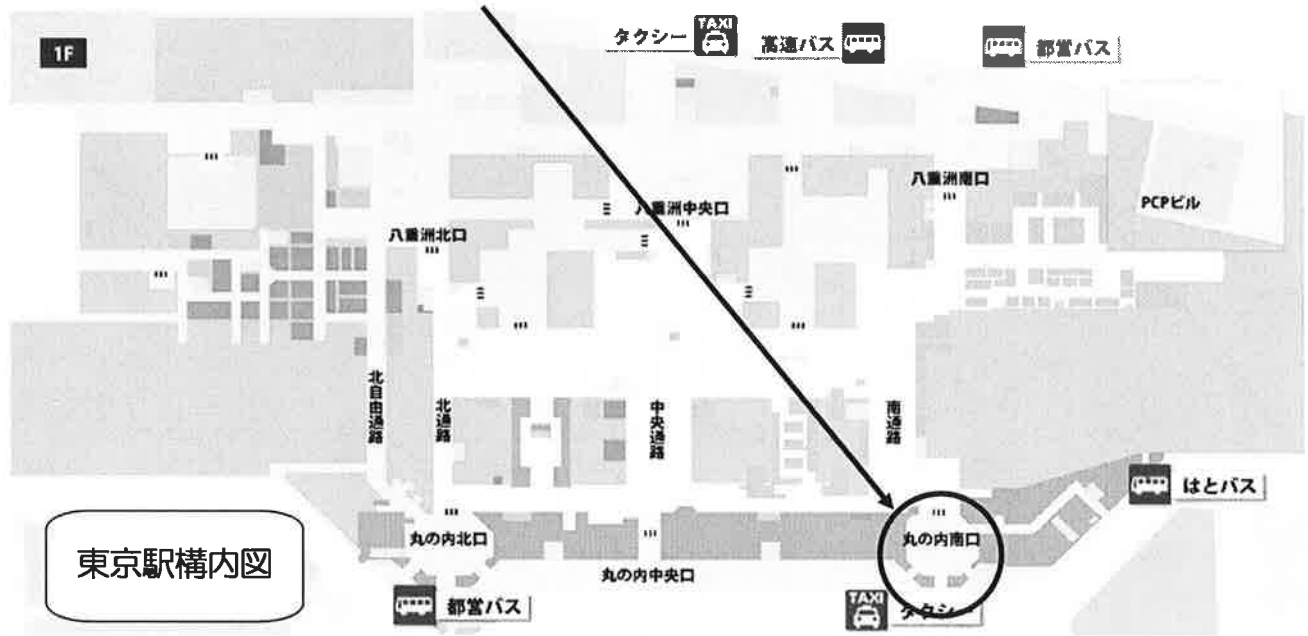 1F
タクシー TAXI
高速バス
都営バス
八重洲南口
PCPビル
八重洲中央口
八重洲北口
北自由通路
北通路
中央通路
南通路
はとバス
丸の内北口
丸の内南口
丸の内中央口
東京駅構内図
都営バス
TAXI タクシー